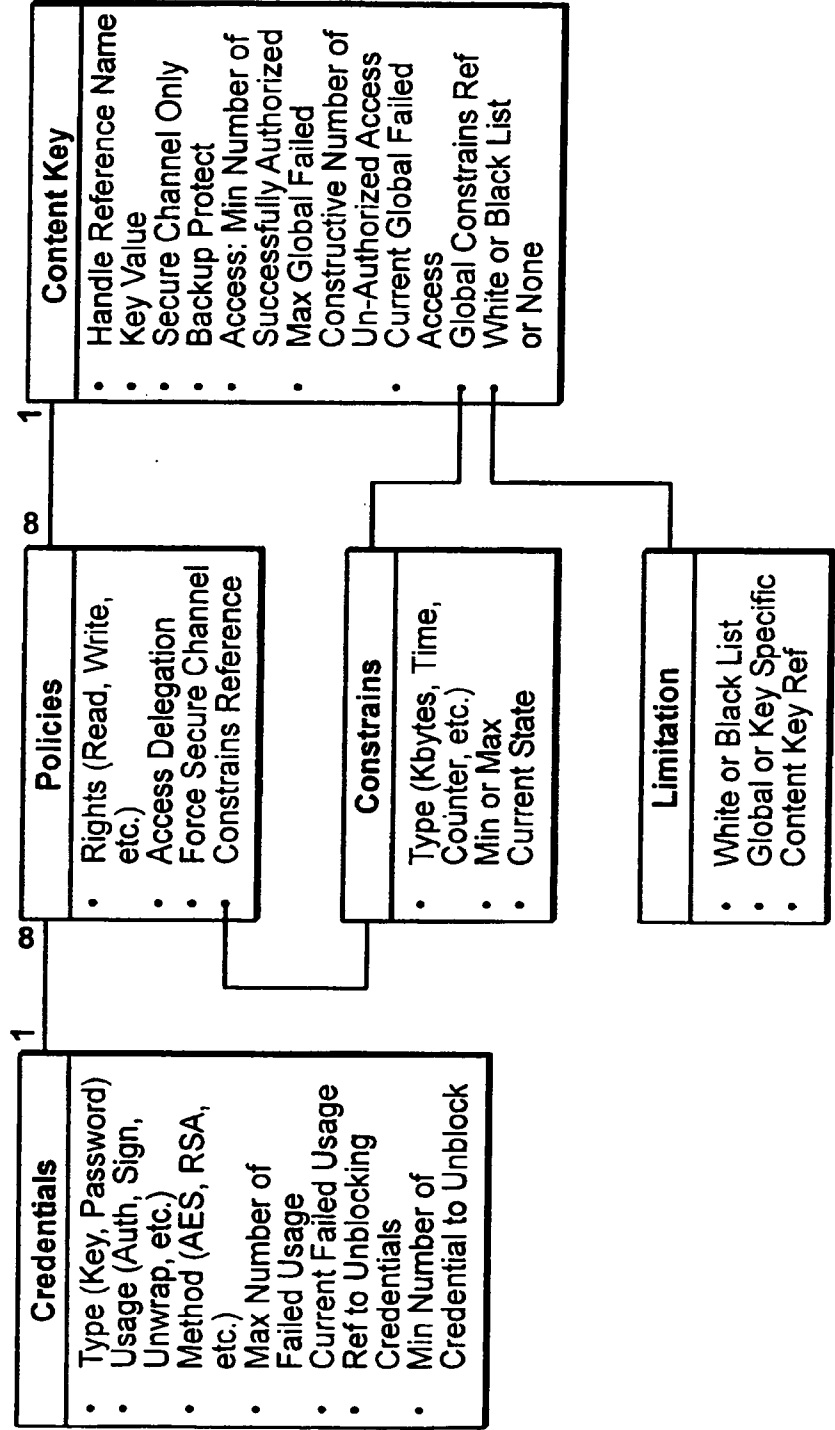 Credentials
• Type (Key, Password)
• Usage (Auth, Sign,
Unwrap, etc.)
• Method (AES, RSA,
etc.)
• Max Number of
Failed Usage
• Current Failed Usage
• Ref to Unblocking
Credentials
• Min Number of
Credential to Unblock
1
∞
Policies
• Rights (Read, Write,
etc.)
• Access Delegation
• Force Secure Channel
• Constrains Reference
∞
1
Content Key
• Handle Reference Name
• Key Value
• Secure Channel Only
• Backup Protect
• Access: Min Number of
Successfully Authorized
• Max Global Failed
Constructive Number of
Un-Authorized Access
• Current Global Failed
Access
• Global Constrains Ref
• White or Black List
or None
Constrains
• Type (Kbytes, Time,
Counter, etc.)
• Min or Max
• Current State
Limitation
• White or Black List
• Global or Key Specific
• Content Key Ref